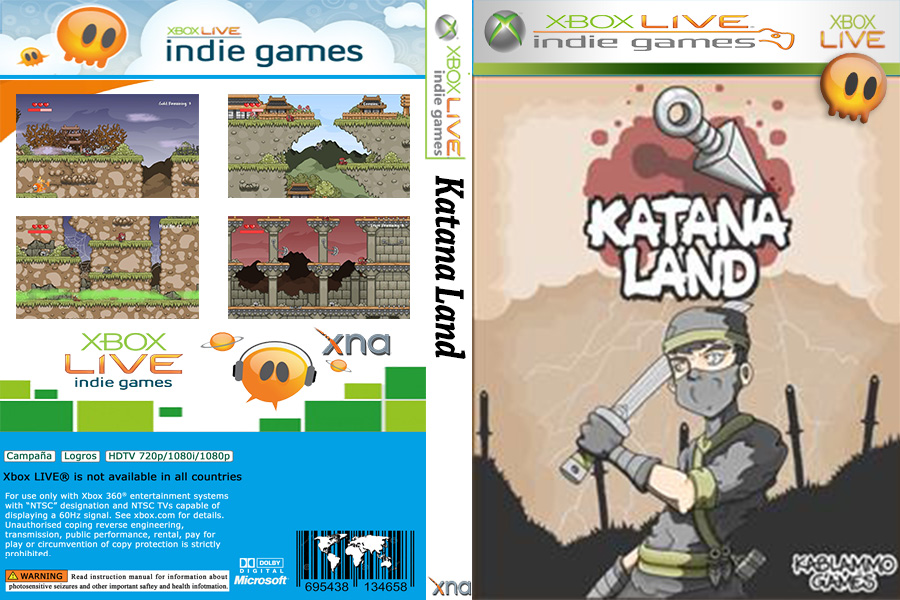 XBOX LIVE
indie games
XBOX LIVE
indie games
Campaña
Logros
HDTV 720p/1080i/1080p
Xbox LIVE® is not available in all countries
For use only with Xbox 360® entertainment systems
with “NTSC” designation and NTSC TVs capable of
displaying a 60Hz signal. See xbox.com for details.
Unauthorised coping reverse engineering,
transmission, public performance, rental, pay for
play or circumvention of copy protection is strictly
prohibited.
WARNING Read instruction manual for information about
photosensitive seizures and other important saftey and health infotmation.
xna
DOLBY
DIGITAL
Microsoft
695438 134658
XBOX LIVE
indie games
Katana Land
xna
XBOX LIVE
indie games
XBOX
LIVE
KATANA
LAND
KABLAMMO
GAMES